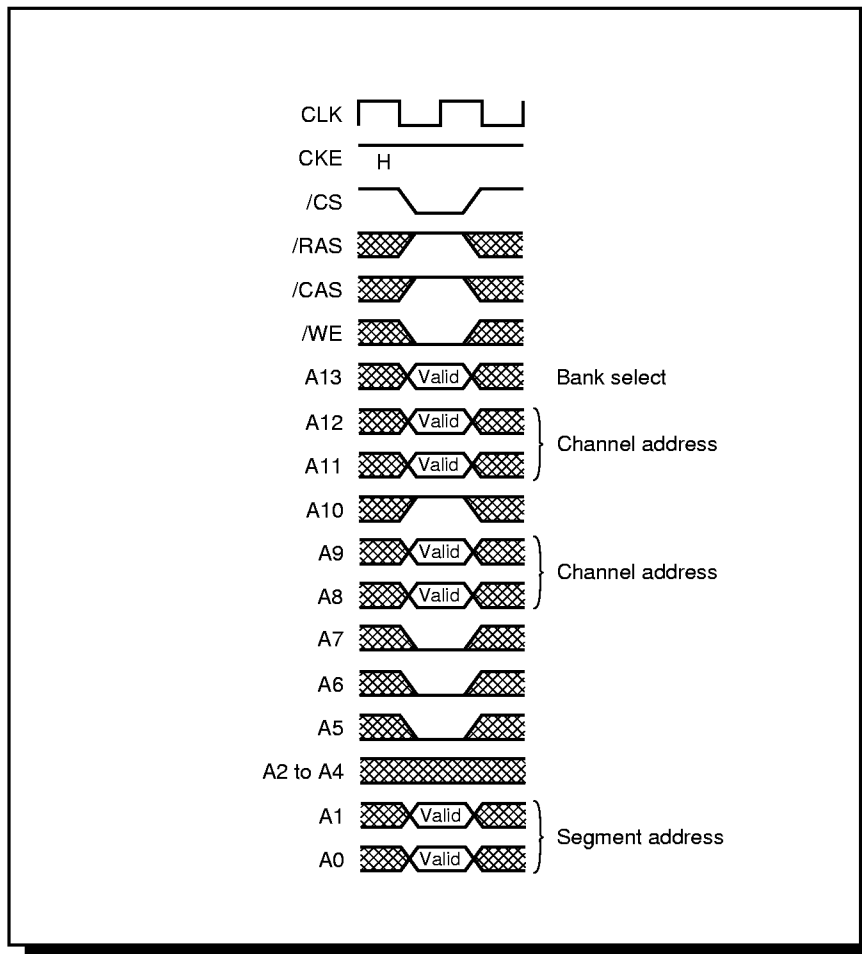 CLK
CKE H
/CS
/RAS
/CAS
/WE
A13 Valid Bank select
A12 Valid
Channel address
A11 Valid
A10
A9 Valid
Channel address
A8 Valid
A7
A6
A5
A2 to A4
A1 Valid
Segment address
A0 Valid